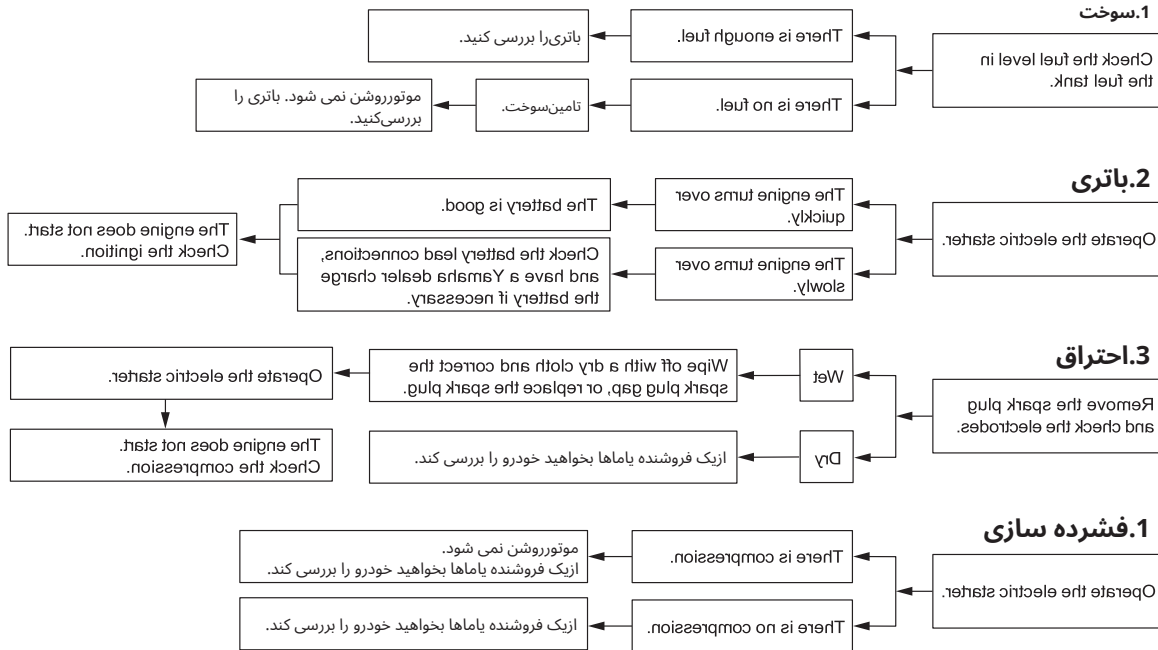 1.سوخت
Check the fuel level in
the fuel tank.
There is enough fuel.
باتری‌را بررسی کنید.
There is no fuel.
تامین‌سوخت.
موتورروشن نمی شود. باتری را
بررسی‌کنید.
2.باتری
Operate the electric starter.
The engine turns over
quickly.
The battery is good.
The engine turns over
slowly.
Check the battery lead connections,
and have a Yamaha dealer charge
the battery if necessary.
The engine does not start.
Check the ignition.
3.احتراق
Remove the spark plug
and check the electrodes.
Wet
Wipe off with a dry cloth and correct the
spark plug gap, or replace the spark plug.
Operate the electric starter.
The engine does not start.
Check the compression.
Dry
ازیک فروشنده یاماها بخواهید خودرو را بررسی کند.
1.فشرده سازی
Operate the electric starter.
There is compression.
موتورروشن نمی شود.
ازیک فروشنده یاماها بخواهید خودرو را بررسی کند.
There is no compression.
ازیک فروشنده یاماها بخواهید خودرو را بررسی کند.